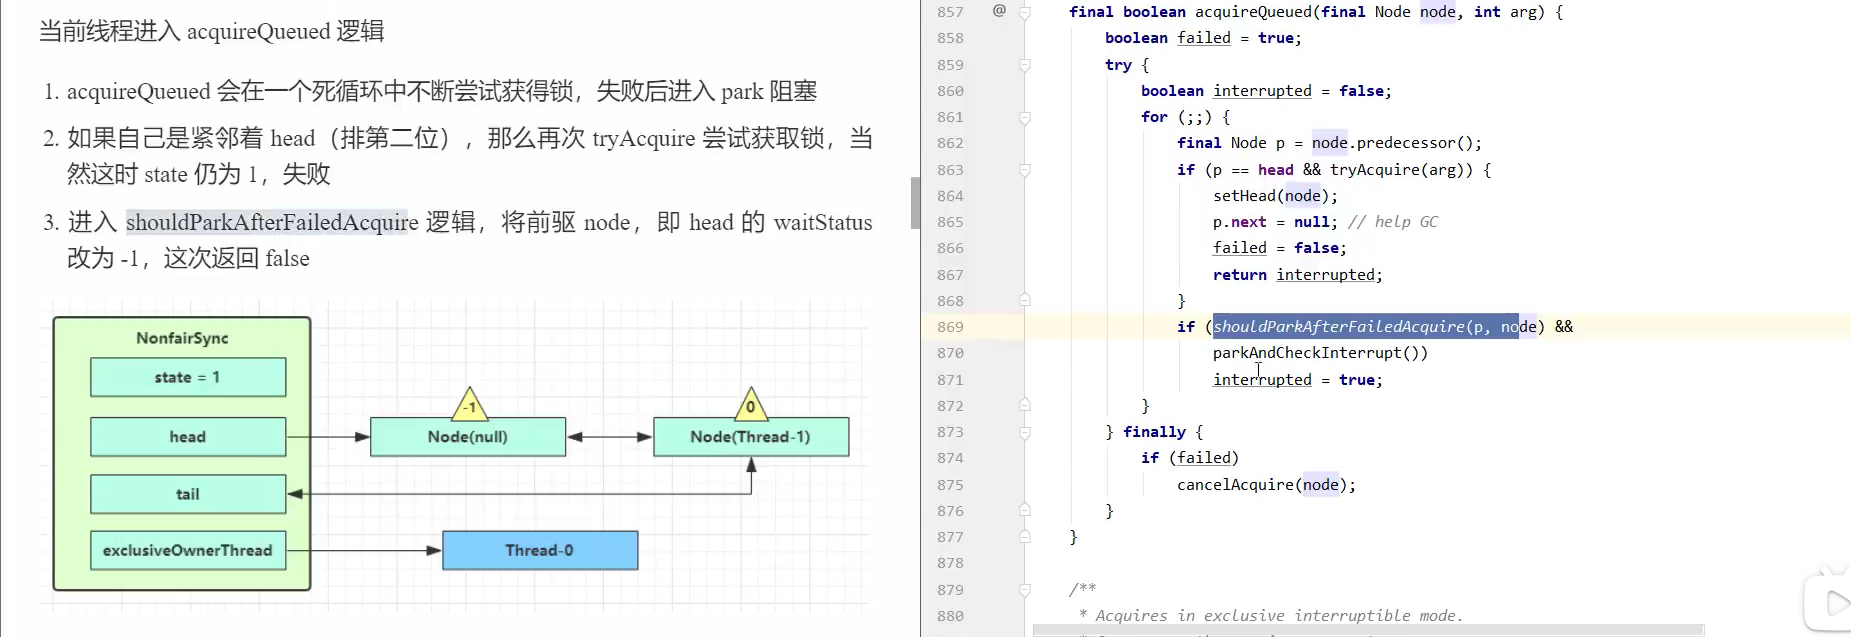 当前线程进入 acquireQueued 逻辑
1. acquireQueued 会在一个死循环中不断尝试获得锁，失败后进入 park 阻塞
2. 如果自己是紧邻着 head（排第二位），那么再次 tryAcquire 尝试获取锁，当
然这时 state 仍为 1，失败
3. 进入 shouldParkAfterFailedAcquire 逻辑，将前驱 node，即 head 的 waitStatus
改为 -1，这次返回 false
NonfairSync
state = 1
head
tail
exclusiveOwnerThread
-1
Node(null)
0
Node(Thread-1)
Thread-0
857 @ final boolean acquireQueued(final Node node, int arg) {
858 boolean failed = true;
859 try {
860 boolean interrupted = false;
861 for (;;) {
862 final Node p = node.predecessor();
863 if (p == head && tryAcquire(arg)) {
864 setHead(node);
865 p.next = null; // help GC
866 failed = false;
867 return interrupted;
868 }
869 if (shouldParkAfterFailedAcquire(p, node) &&
870 parkAndCheckInterrupt())
871 interrupted = true;
872 }
873 } finally {
874 if (failed)
875 cancelAcquire(node);
876 }
877 }
878
879 /**
880 * Acquires in exclusive interruptible mode.